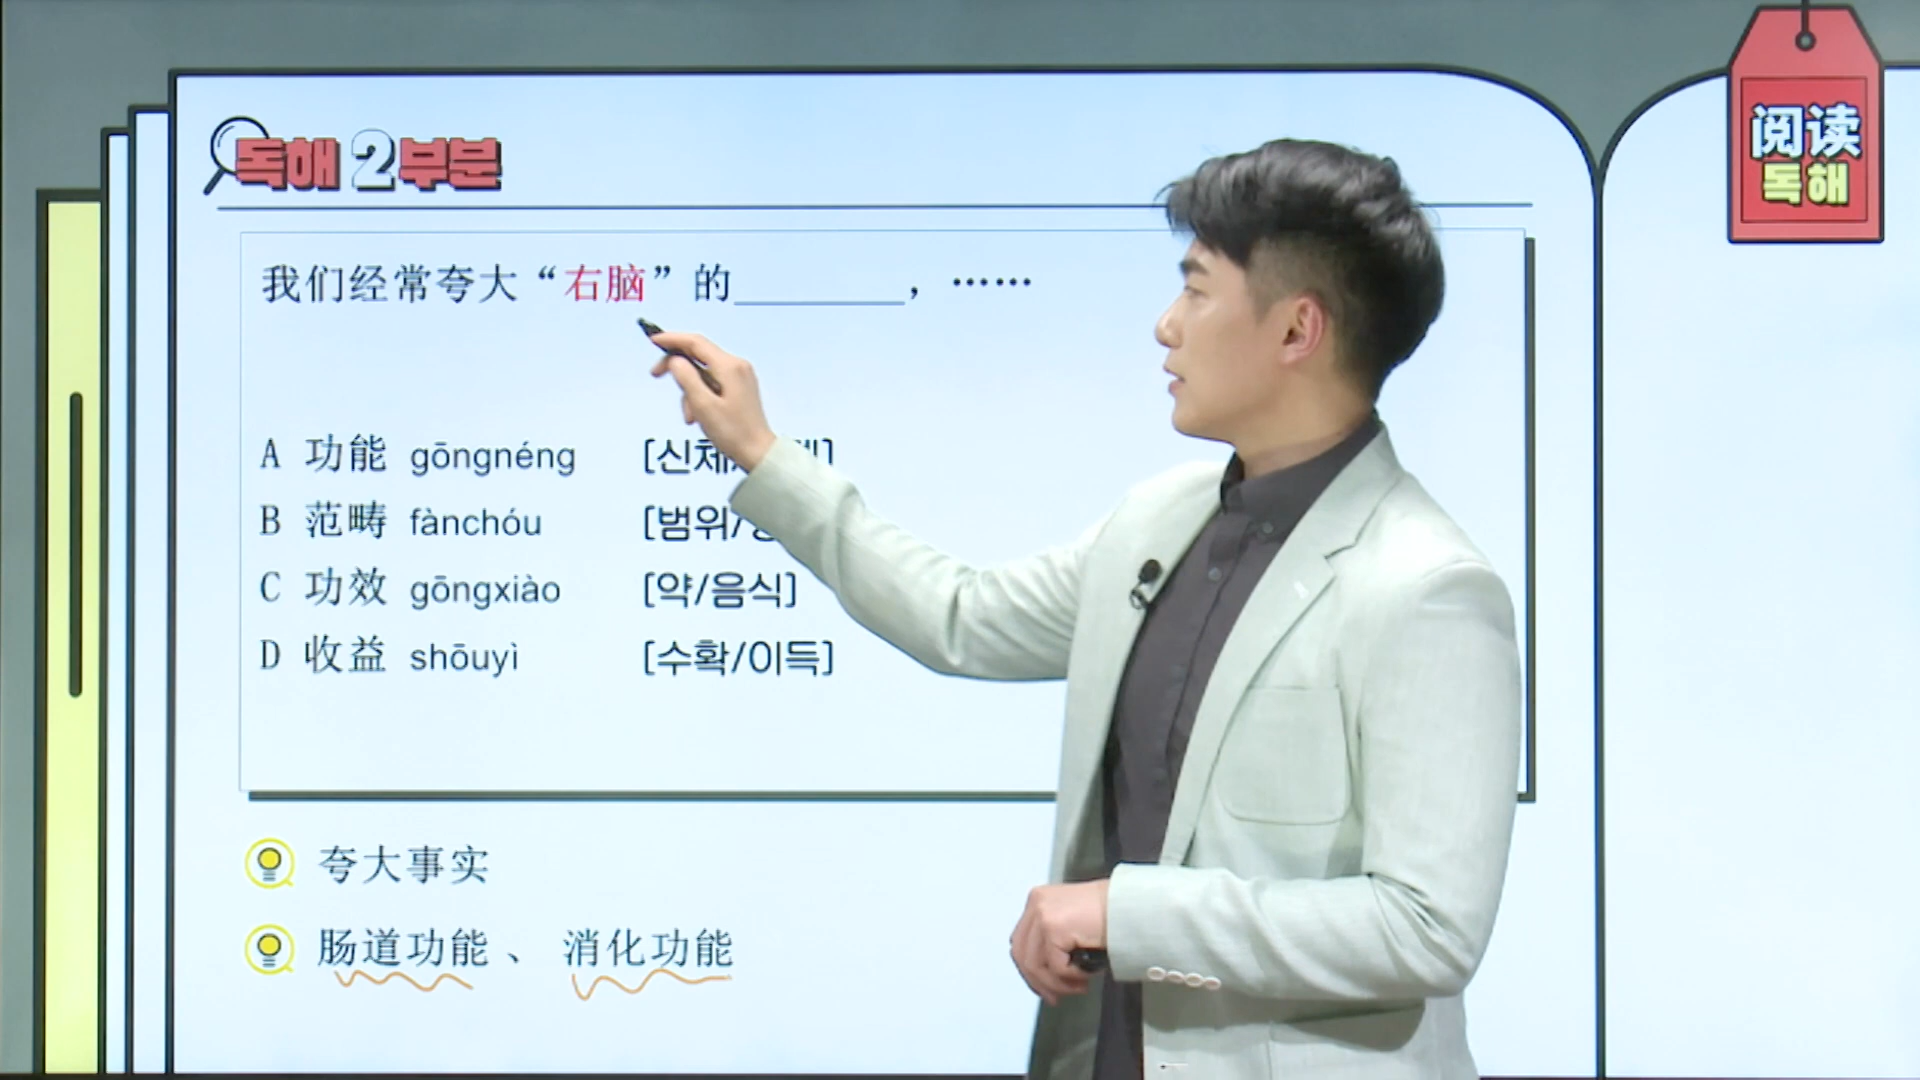 독해 2 부분
阅读
독해
我们经常夸大“右脑”的________，……
A 功能 gōngnéng [신체
B 范畴 fànchóu [범위/
C 功效 gōngxiào [약/음식]
D 收益 shōuyì [수확/이득]
夸大事实
肠道功能、消化功能